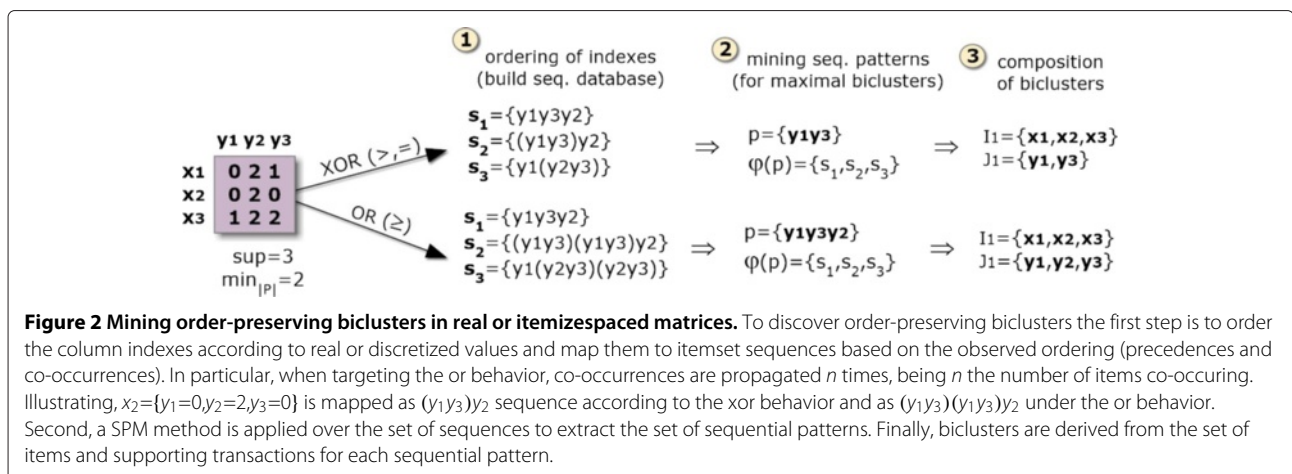 1 2 3
ordering of indexes mining seq. patterns composition
(build seq. database) (for maximal biclusters) of biclusters
s1={y1y3y2}
s2={(y1y3)y2} ⇒ p={y1y3} ⇒ I1={x1,x2,x3}
s3={y1(y2y3)} φ(p)={s1,s2,s3} J1={y1,y3}
XOR (>,=)
y1 y2 y3
x1 0 2 1
x2 0 2 0
x3 1 2 2
OR (≥)
sup=3
min|P|=2
s1={y1y3y2}
s2={(y1y3)(y1y3)y2} ⇒ p={y1y3y2} ⇒ I1={x1,x2,x3}
s3={y1(y2y3)(y2y3)} φ(p)={s1,s2,s3} J1={y1,y2,y3}
Figure 2 Mining order-preserving biclusters in real or itemizespaced matrices. To discover order-preserving biclusters the first step is to order
the column indexes according to real or discretized values and map them to itemset sequences based on the observed ordering (precedences and
co-occurrences). In particular, when targeting the or behavior, co-occurrences are propagated n times, being n the number of items co-occuring.
Illustrating, x2={y1=0,y2=2,y3=0} is mapped as (y1y3)y2 sequence according to the xor behavior and as (y1y3)(y1y3)y2 under the or behavior.
Second, a SPM method is applied over the set of sequences to extract the set of sequential patterns. Finally, biclusters are derived from the set of
items and supporting transactions for each sequential pattern.